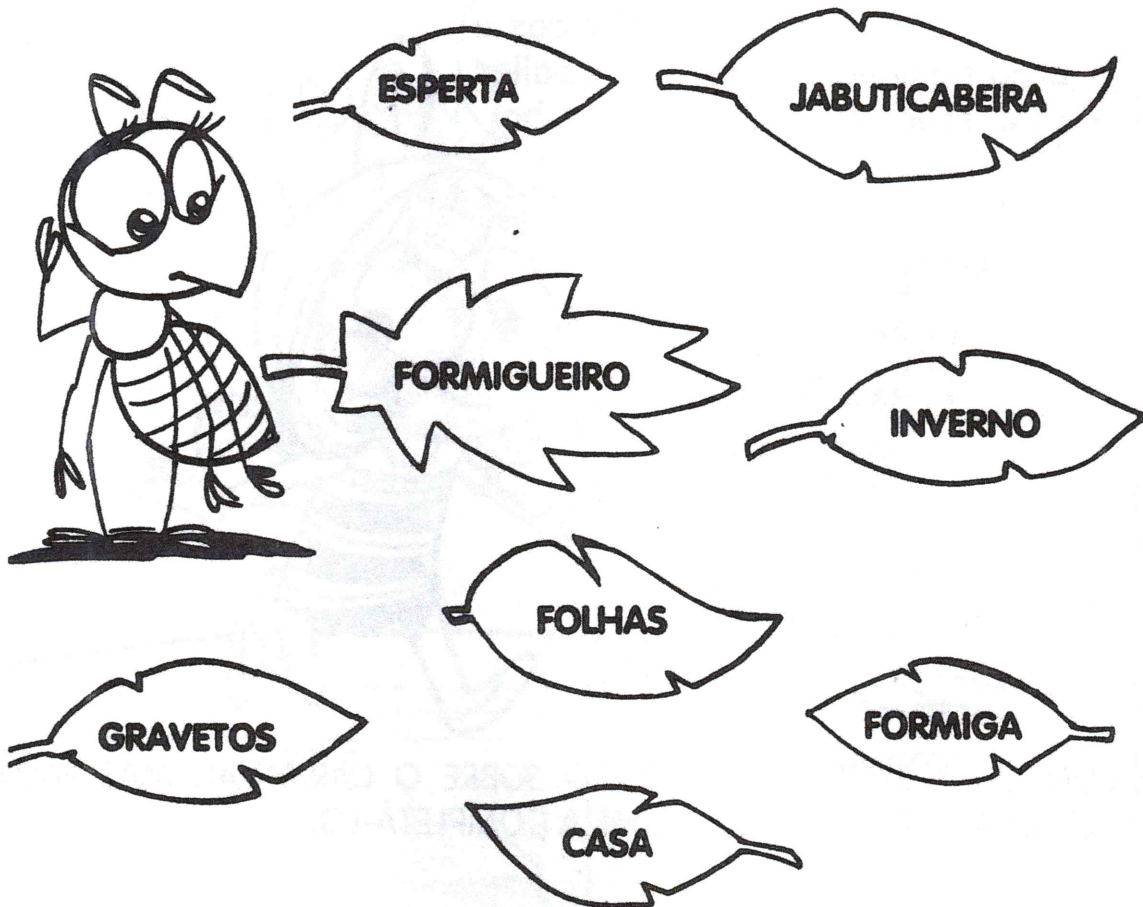 ESPERTA
JABUTICABEIRA
FORMIGUEIRO
INVERNO
FOLHAS
GRAVETOS
FORMIGA
CASA